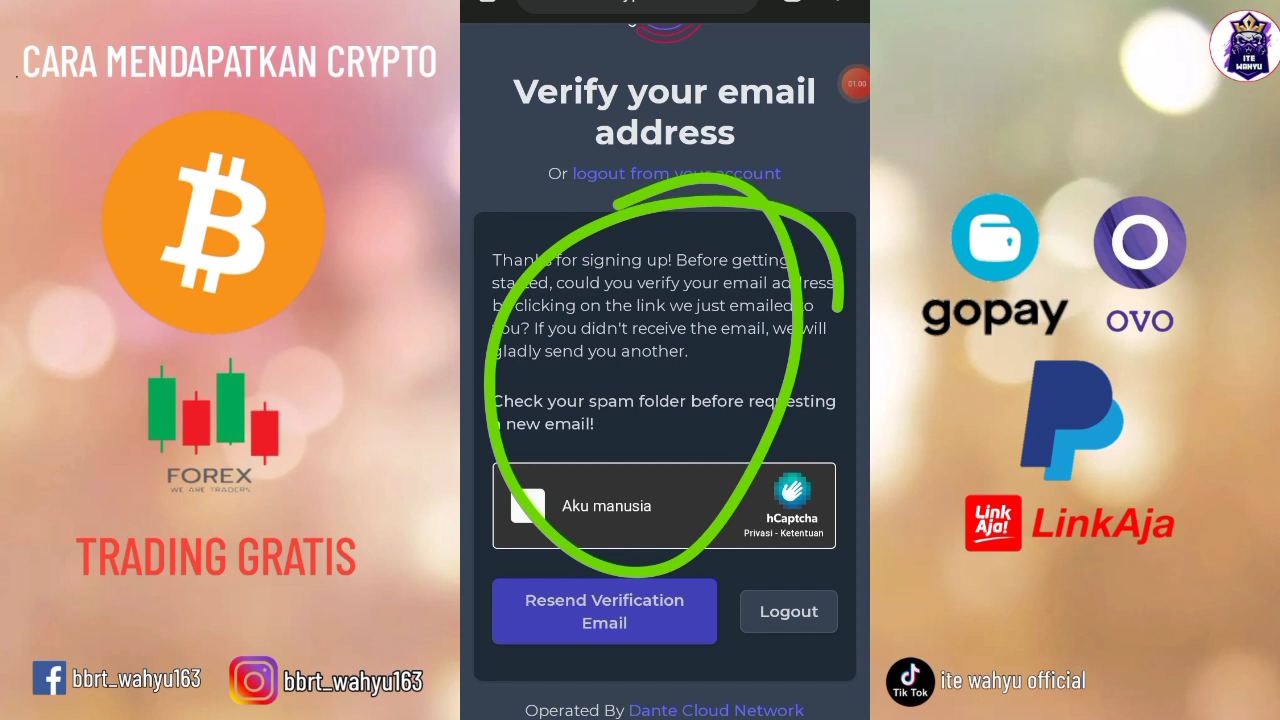 CARA MENDAPATKAN CRYPTO
FOREX
WE ARE TRADERS
TRADING GRATIS
bbrt_wahyu163
bbrt_wahyu163
Verify your email
address
01:00
Or logout from your account
Thanks for signing up! Before getting
started, could you verify your email address
by clicking on the link we just emailed to
you? If you didn't receive the email, we will
gladly send you another.
Check your spam folder before requesting
a new email!
Aku manusia
hCaptcha
Privasi - Ketentuan
Resend Verification
Email
Logout
Operated By Dante Cloud Network
ITE
WAHYU
gopay
OVO
Link
Aja!
LinkAja
Tik Tok
ite wahyu official